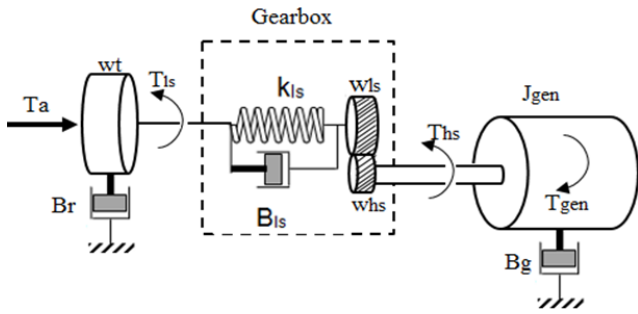 Gearbox
wt
Tls
kls
wls
Jgen
Ta
Ths
Tgen
Br
Bls
whs
Bg